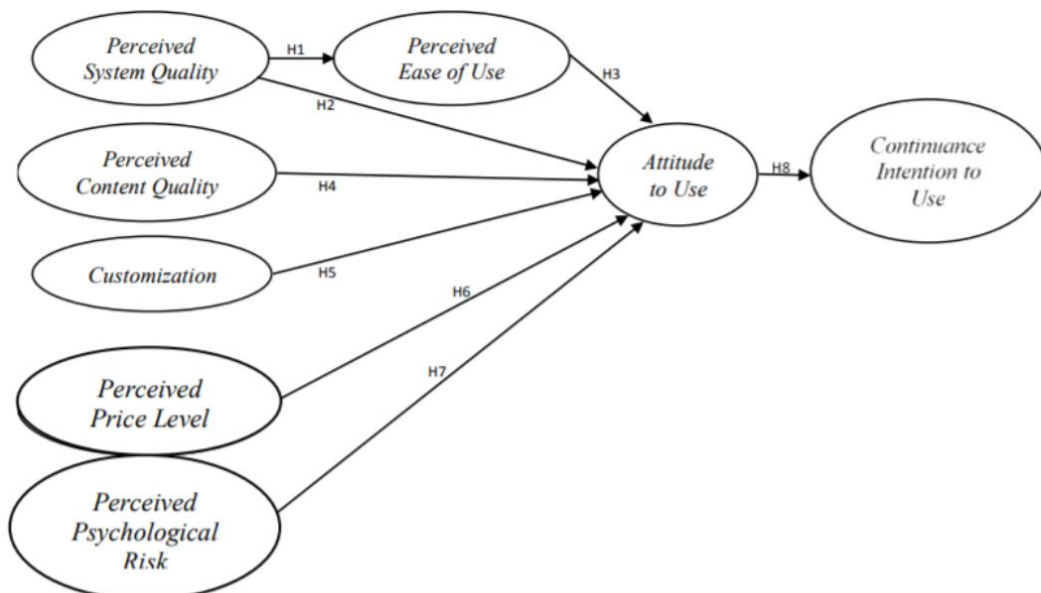 Perceived
System Quality
H1
Perceived
Ease of Use
H3
H2
Perceived
Content Quality
H4
Attitude
to Use
H8
Continuance
Intention to
Use
Customization
H5
H6
Perceived
Price Level
H7
Perceived
Psychological
Risk